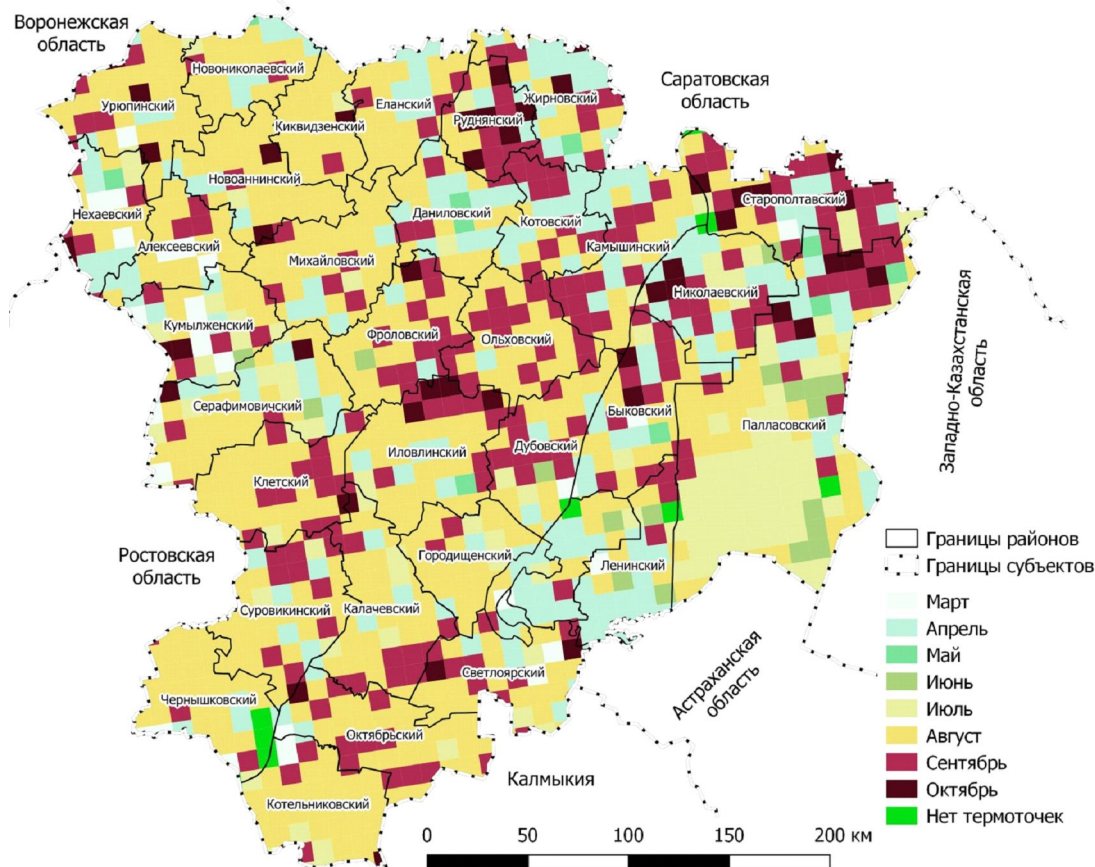 Воронежская
область
Новониколаевский
Урюпинский
Еланский
Жирновский
Руднянский
Киквидзенский
Саратовская
область
Новоаннинский
Нехаевский
Даниловский
Котовский
Старополтавский
Алексеевский
Камышинский
Михайловский
Николаевский
Кумылженский
Фроловский
Ольховский
Западно-Казахстанская
область
Серафимовичский
Быковский
Палласовский
Иловлинский
Дубовский
Клетский
Ростовская
область
Городищенский
Ленинский
Суровикинский
Калачевский
Светлоярский
Астраханская
область
Чернышковский
Октябрьский
Калмыкия
Котельниковский
Границы районов
Границы субъектов
Март
Апрель
Май
Июнь
Июль
Август
Сентябрь
Октябрь
Нет термоточек
0 50 100 150 200 км